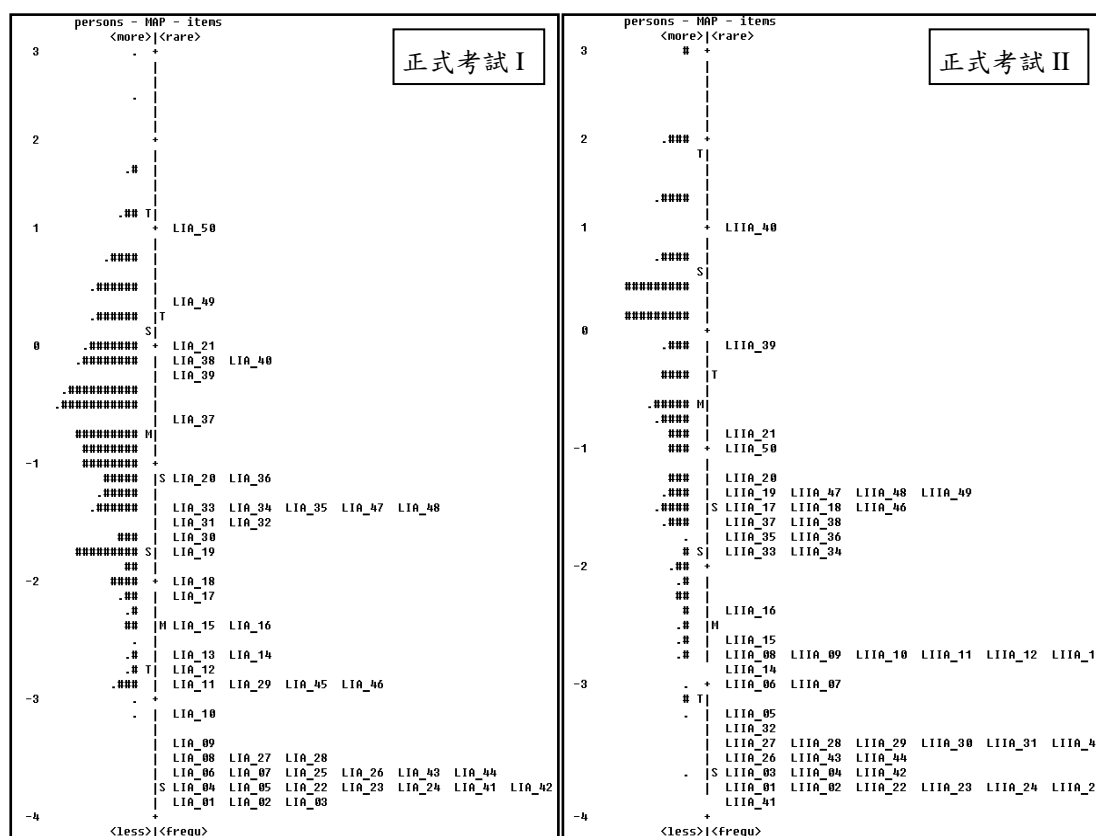 persons - MAP - items
<more>|<rare>
正式考試 I
3 . +
.
2 +
.#
.## T|
1 + LIA_50
.####
.######
LIA_49
.###### |T
S|
0 .####### + LIA_21
.######## | LIA_38 LIA_40
| LIA_39
.##########
.###########
| LIA_37
######### M|
########
-1 ######## +
##### |S LIA_20 LIA_36
.#####
.###### | LIA_33 LIA_34 LIA_35 LIA_47 LIA_48
| LIA_31 LIA_32
### | LIA_30
######### S| LIA_19
##
-2 #### + LIA_18
.## | LIA_17
.#
## |M LIA_15 LIA_16
.
.# | LIA_13 LIA_14
.# T| LIA_12
.### | LIA_11 LIA_29 LIA_45 LIA_46
-3 . +
. | LIA_10
| LIA_09
| LIA_08 LIA_27 LIA_28
| LIA_06 LIA_07 LIA_25 LIA_26 LIA_43 LIA_44
|S LIA_04 LIA_05 LIA_22 LIA_23 LIA_24 LIA_41 LIA_42
| LIA_01 LIA_02 LIA_03
-4 +
<less>|<frequ>
persons - MAP - items
<more>|<rare>
正式考試 II
3 # +
2 .### +
T|
.####
1 + LIIA_40
.####
S|
#########
#########
0 +
.### | LIIA_39
#### |T
.##### M|
.####
### | LIIA_21
-1 ### + LIIA_50
### | LIIA_20
.### | LIIA_19 LIIA_47 LIIA_48 LIIA_49
.#### |S LIIA_17 LIIA_18 LIIA_46
.### | LIIA_37 LIIA_38
. | LIIA_35 LIIA_36
# S| LIIA_33 LIIA_34
-2 .## +
.#
##
# | LIIA_16
.# |M
.# | LIIA_15
.# | LIIA_08 LIIA_09 LIIA_10 LIIA_11 LIIA_12 LIIA_1
| LIIA_14
-3 . + LIIA_06 LIIA_07
# T|
. | LIIA_05
| LIIA_32
| LIIA_27 LIIA_28 LIIA_29 LIIA_30 LIIA_31 LIIA_4
| LIIA_26 LIIA_43 LIIA_44
. |S LIIA_03 LIIA_04 LIIA_42
| LIIA_01 LIIA_02 LIIA_22 LIIA_23 LIIA_24 LIIA_2
| LIIA_41
-4 +
<less>|<frequ>